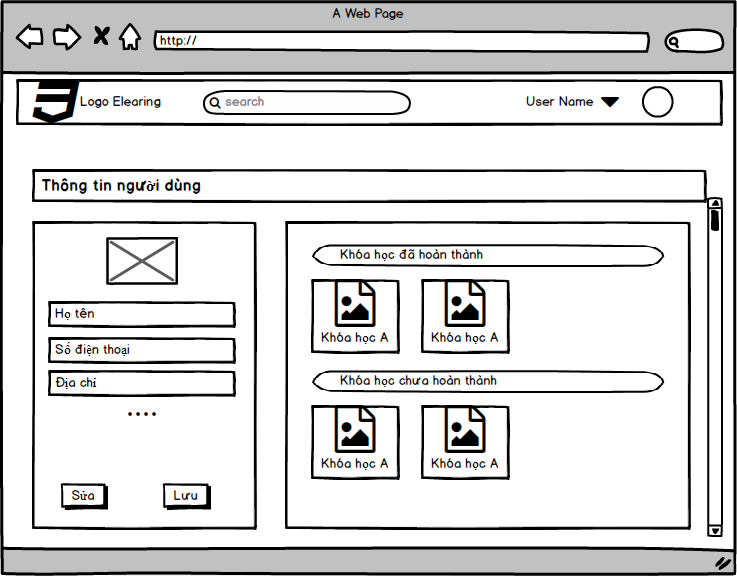 A Web Page
http://
Logo Elearing
search
User Name
Thông tin người dùng
Họ tên
Số điện thoại
Địa chỉ
....
Sửa
Lưu
Khóa học đã hoàn thành
Khóa học A
Khóa học A
Khóa học chưa hoàn thành
Khóa học A
Khóa học A